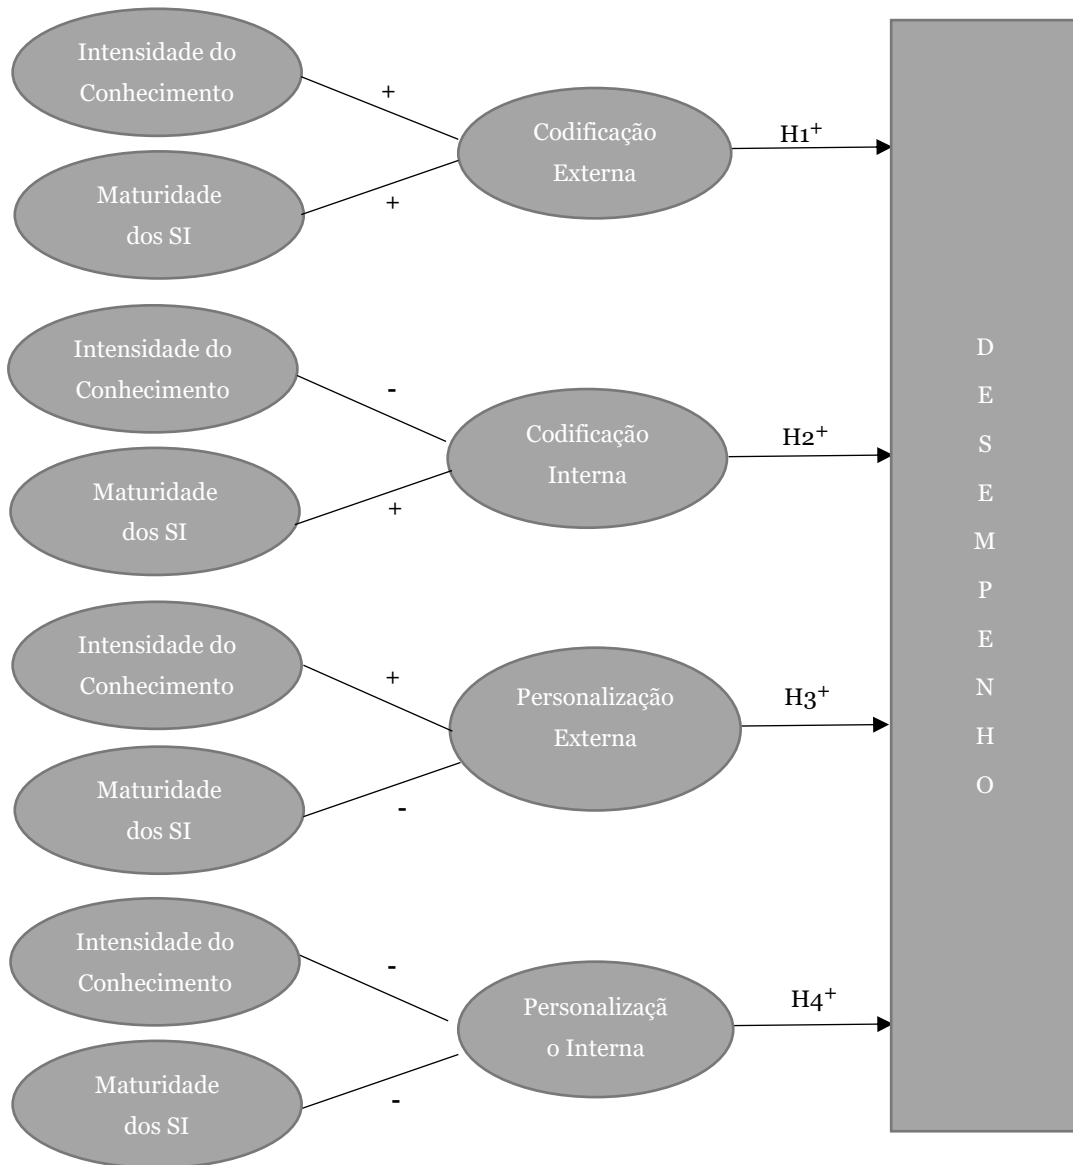 Intensidade do
Conhecimento
+
Maturidade
dos SI
+
Codificação
Externa
H1+
Intensidade do
Conhecimento
-
Maturidade
dos SI
+
Codificação
Interna
H2+
Intensidade do
Conhecimento
+
Maturidade
dos SI
-
Personalização
Externa
H3+
Intensidade do
Conhecimento
-
Maturidade
dos SI
-
Personalizaçã
o Interna
H4+
D
E
S
E
M
P
E
N
H
O